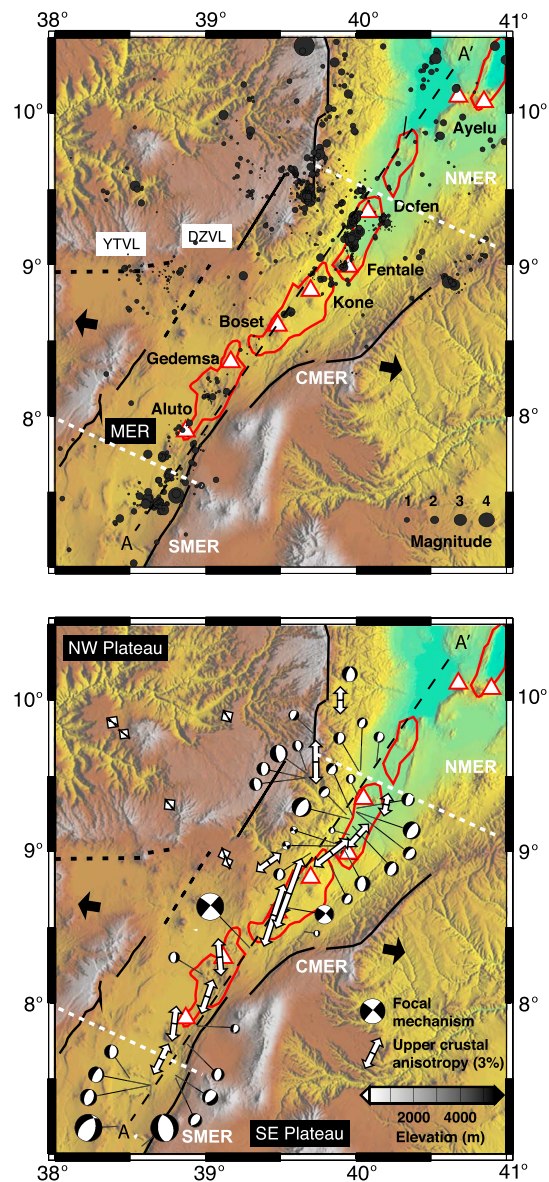 38° 39° 40° 41°
A'
10°
Ayelu
NMER
Dofen
DZVL
YTVL
9°
Fentale
Kone
Boset
Gedemsa
CMER
Aluto
8°
MER
1 2 3 4
Magnitude
A
SMER
NW Plateau
A'
10°
NMER
9°
CMER
8°
Focal
mechanism
Upper crustal
anisotropy (3%)
2000 4000
Elevation (m)
A
SMER
SE Plateau
38° 39° 40° 41°